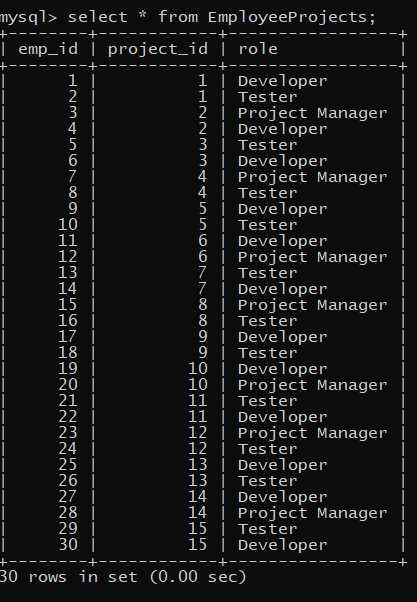 mysql> select * from EmployeeProjects;
+--------+------------+-----------------+
| emp_id | project_id | role            |
+--------+------------+-----------------+
|      1 |          1 | Developer       |
|      2 |          1 | Tester          |
|      3 |          2 | Project Manager |
|      4 |          2 | Developer       |
|      5 |          3 | Tester          |
|      6 |          3 | Developer       |
|      7 |          4 | Project Manager |
|      8 |          4 | Tester          |
|      9 |          5 | Developer       |
|     10 |          5 | Tester          |
|     11 |          6 | Developer       |
|     12 |          6 | Project Manager |
|     13 |          7 | Tester          |
|     14 |          7 | Developer       |
|     15 |          8 | Project Manager |
|     16 |          8 | Tester          |
|     17 |          9 | Developer       |
|     18 |          9 | Tester          |
|     19 |         10 | Developer       |
|     20 |         10 | Project Manager |
|     21 |         11 | Tester          |
|     22 |         11 | Developer       |
|     23 |         12 | Project Manager |
|     24 |         12 | Tester          |
|     25 |         13 | Developer       |
|     26 |         13 | Tester          |
|     27 |         14 | Developer       |
|     28 |         14 | Project Manager |
|     29 |         15 | Tester          |
|     30 |         15 | Developer       |
+--------+------------+-----------------+
30 rows in set (0.00 sec)